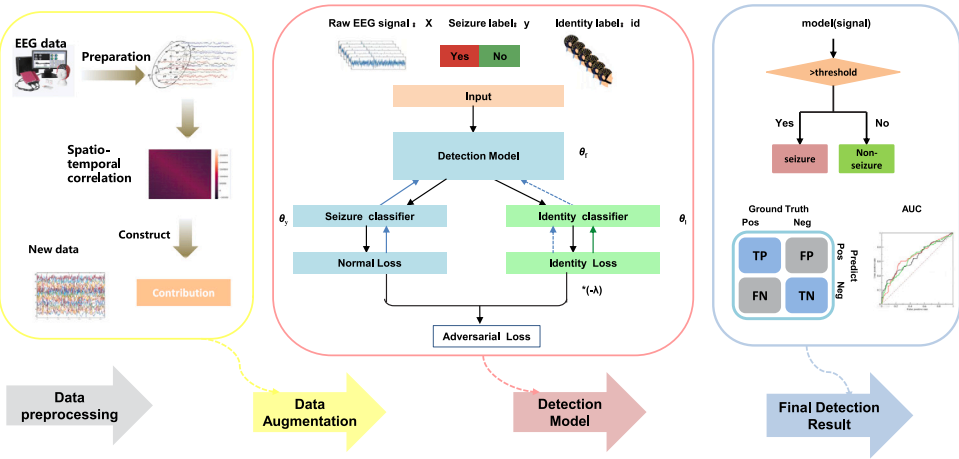 EEG data
Preparation
Spatio-
temporal
correlation
Construct
New data
Contribution
Raw EEG signal： X
Seizure label： y
Identity label： id
Yes
No
Input
Detection Model
θf
Seizure classifier
θy
Identity classifier
θi
Normal Loss
Identity Loss
*(-λ)
Adversarial Loss
model(signal)
>threshold
Yes
No
seizure
Non-
seizure
Ground Truth
Pos
Neg
TP
FP
FN
TN
Pos
Neg
Predict
AUC
Data
preprocessing
Data
Augmentation
Detection
Model
Final Detection
Result